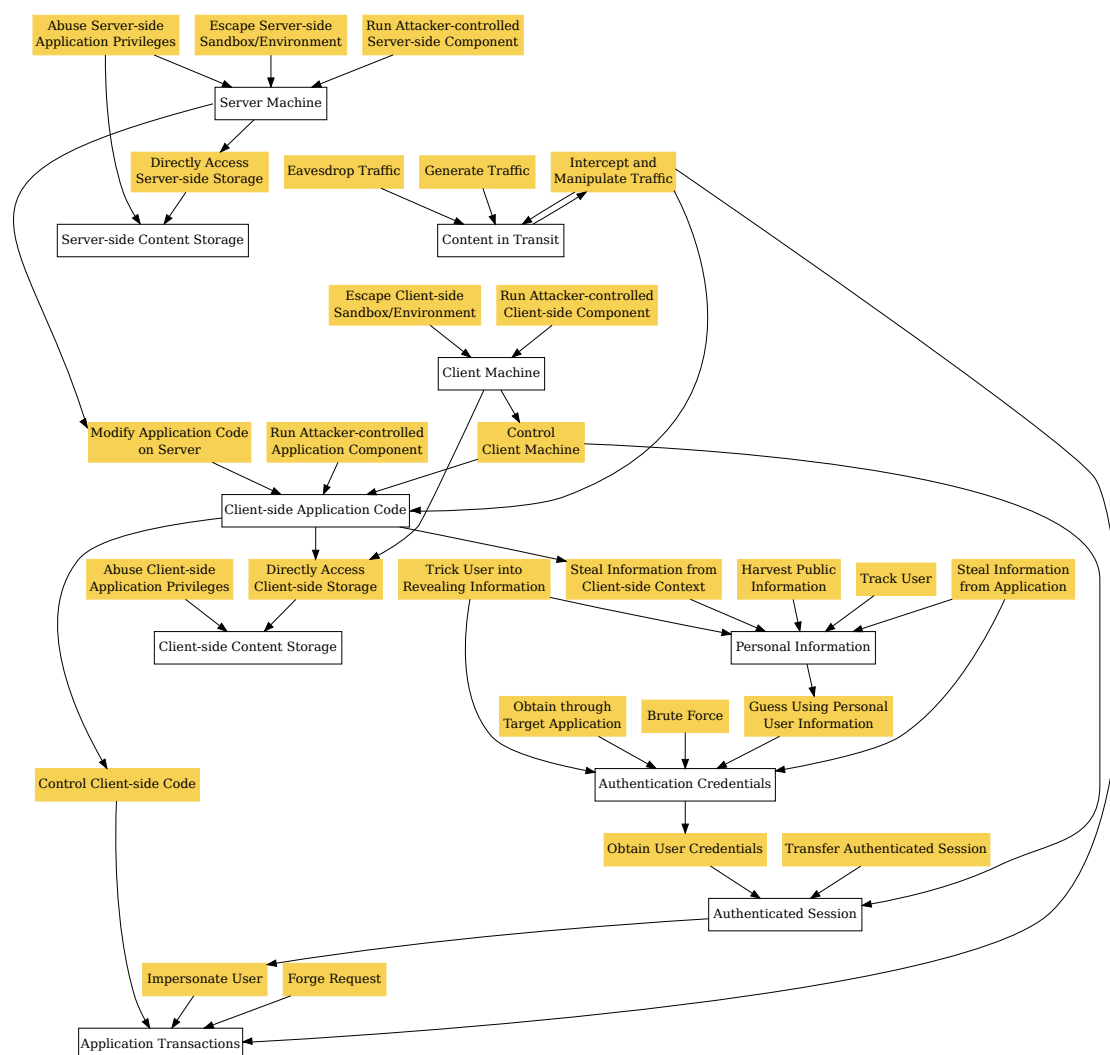 Abuse Server-side
Application Privileges
Escape Server-side
Sandbox/Environment
Run Attacker-controlled
Server-side Component
Server Machine
Directly Access
Server-side Storage
Eavesdrop Traffic
Generate Traffic
Intercept and
Manipulate Traffic
Server-side Content Storage
Content in Transit
Escape Client-side
Sandbox/Environment
Run Attacker-controlled
Client-side Component
Client Machine
Modify Application Code
on Server
Run Attacker-controlled
Application Component
Control
Client Machine
Client-side Application Code
Abuse Client-side
Application Privileges
Directly Access
Client-side Storage
Trick User into
Revealing Information
Steal Information from
Client-side Context
Harvest Public
Information
Track User
Steal Information
from Application
Client-side Content Storage
Personal Information
Obtain through
Target Application
Brute Force
Guess Using Personal
User Information
Control Client-side Code
Authentication Credentials
Obtain User Credentials
Transfer Authenticated Session
Authenticated Session
Impersonate User
Forge Request
Application Transactions